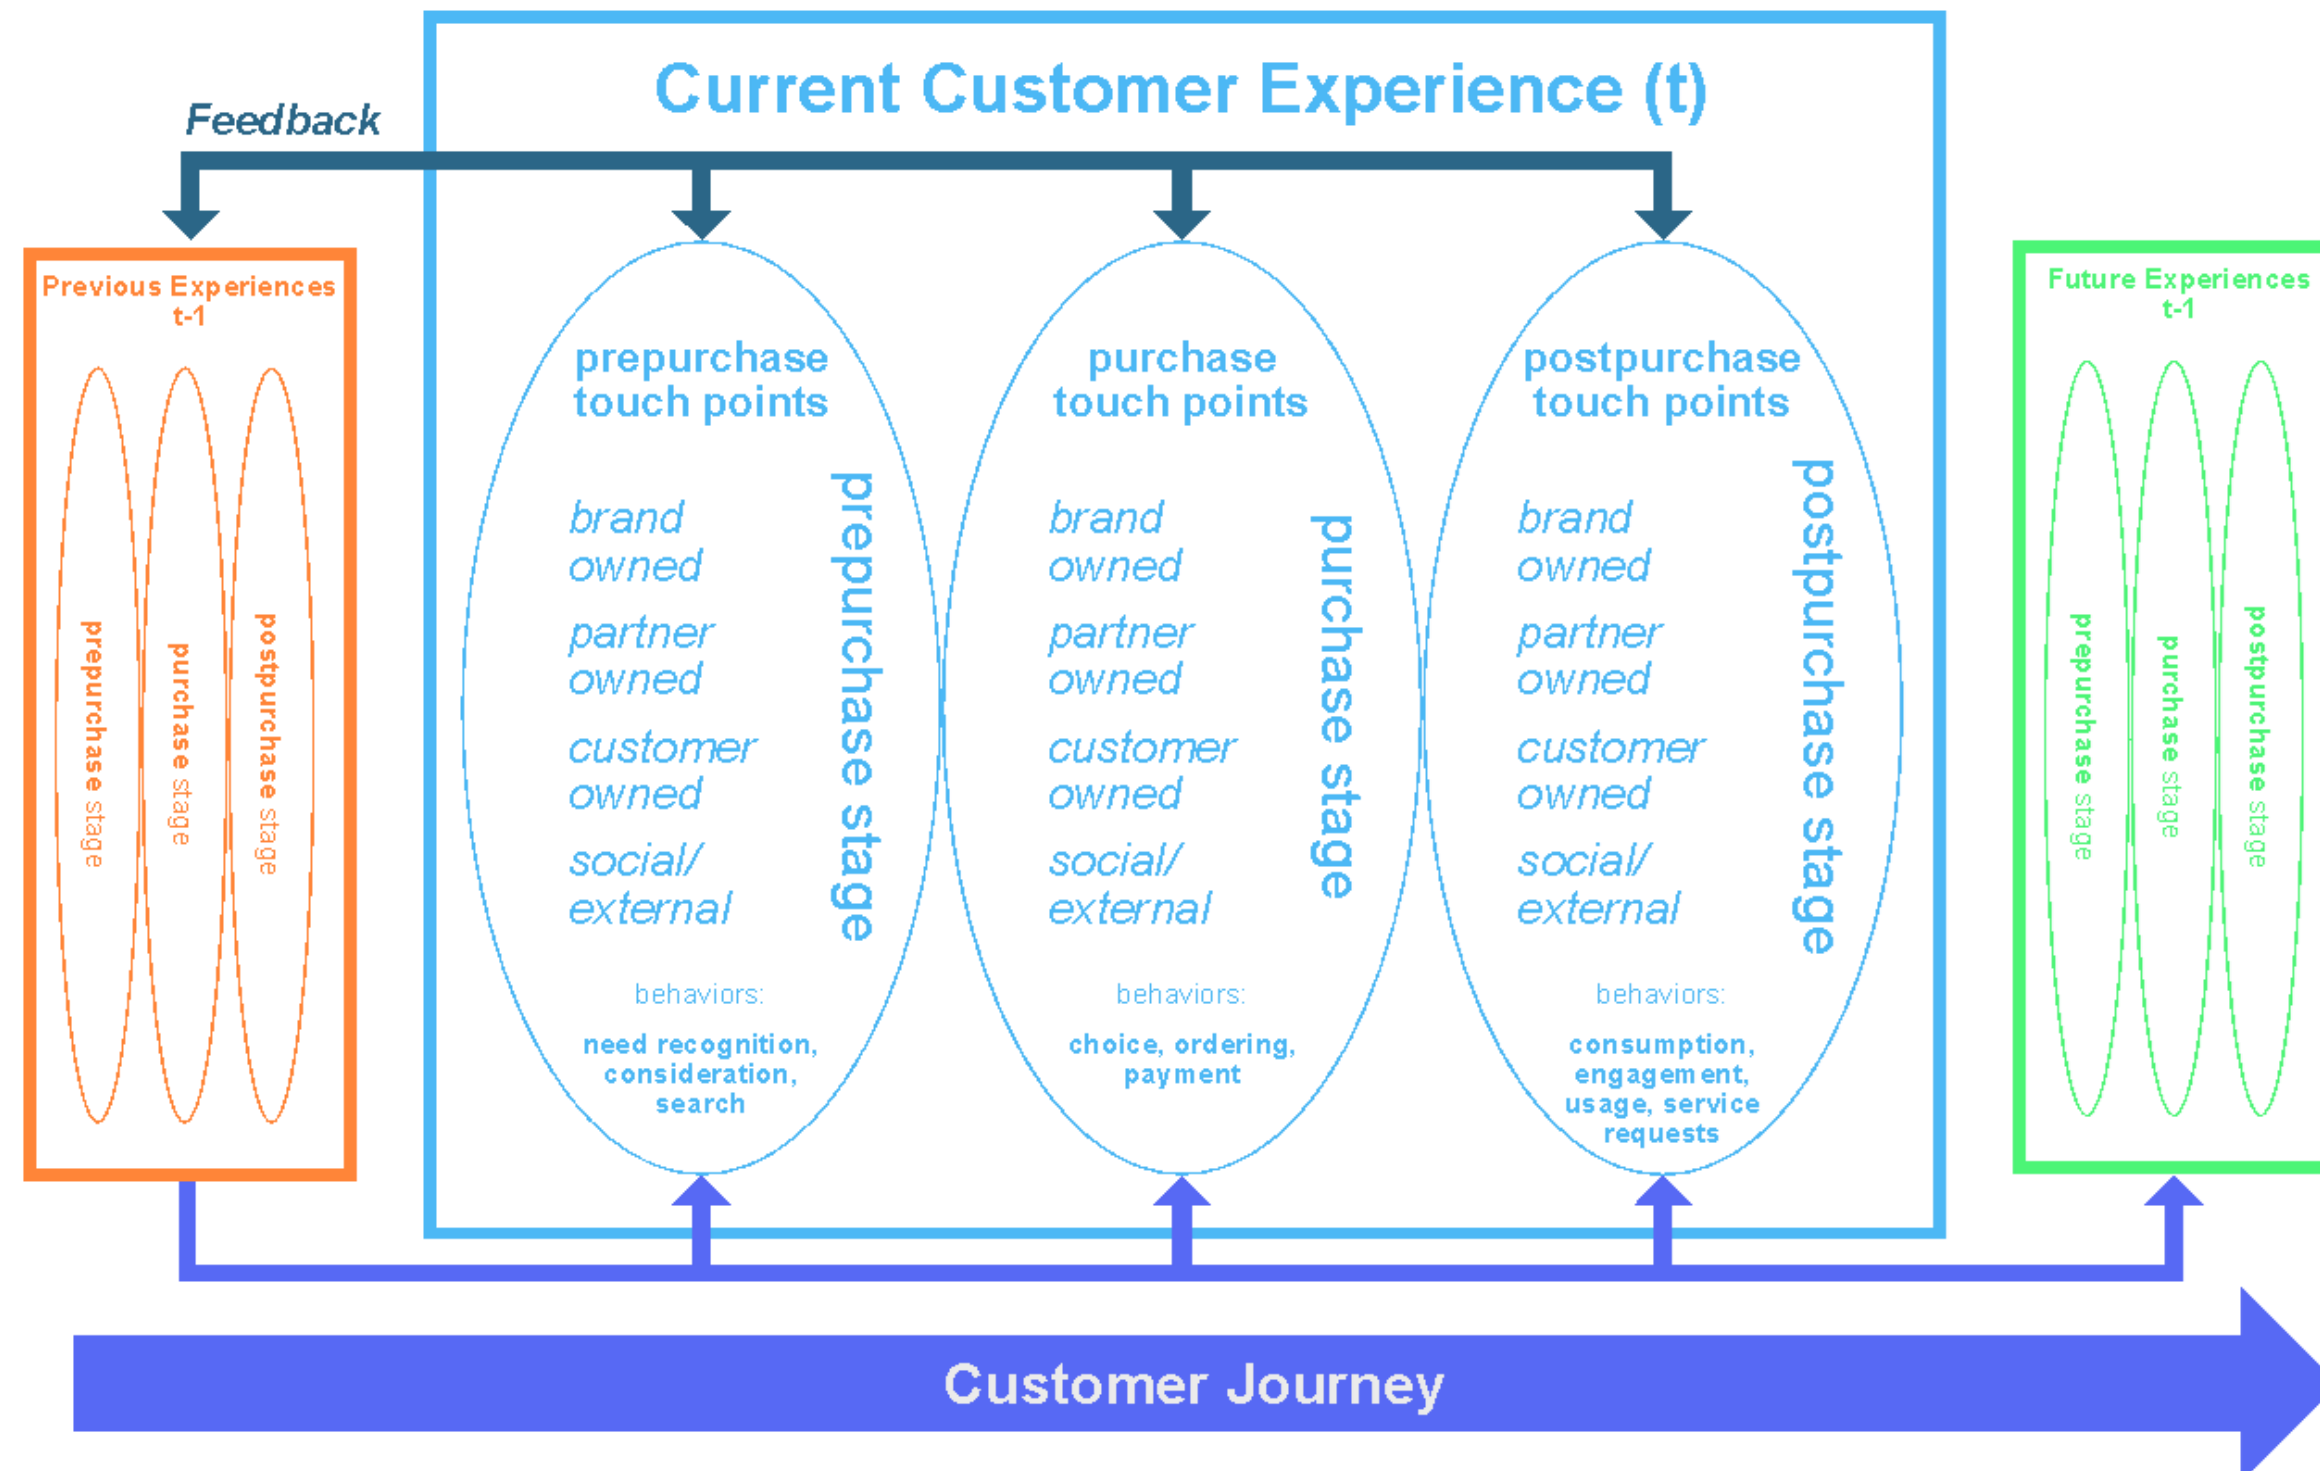 Current Customer Experience (t)
Feedback
Previous Experiences
t-1
prepurchase stage
purchase stage
postpurchase stage
prepurchase
touch points
brand
owned
partner
owned
customer
owned
social/
external
prepurchase stage
behaviors:
need recognition,
consideration,
search
purchase
touch points
brand
owned
partner
owned
customer
owned
social/
external
purchase stage
behaviors:
choice, ordering,
payment
postpurchase
touch points
brand
owned
partner
owned
customer
owned
social/
external
postpurchase stage
behaviors:
consumption,
engagement,
usage, service
requests
Future Experiences
t-1
prepurchase stage
purchase stage
postpurchase stage
Customer Journey